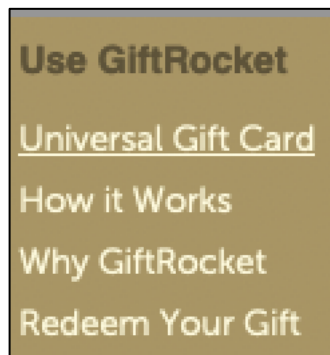 Use GiftRocket
Universal Gift Card
How it Works
Why GiftRocket
Redeem Your Gift